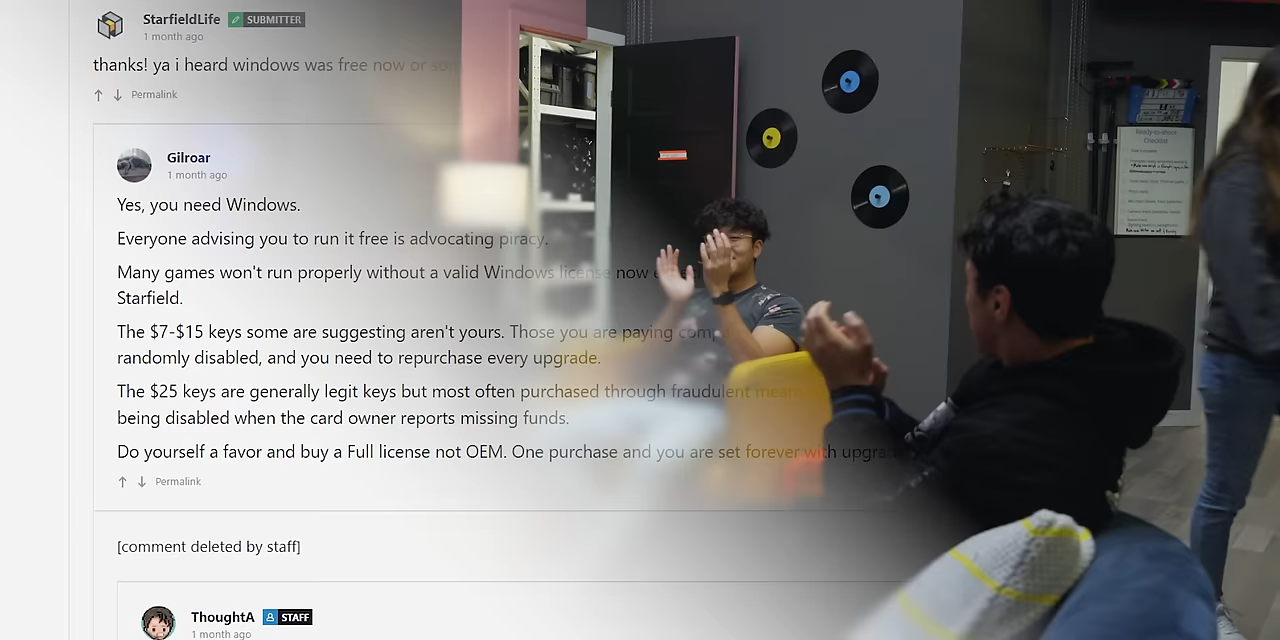 StarfieldLife SUBMITTER
1 month ago
thanks! ya i heard windows was free now or
Permalink
Gilroar
1 month ago
Yes, you need Windows.
Everyone advising you to run it free is advocating piracy.
Many games won't run properly without a valid Windows license now
Starfield.
The $7-$15 keys some are suggesting aren't yours. Those you are paying
randomly disabled, and you need to repurchase every upgrade.
The $25 keys are generally legit keys but most often purchased through fraudulent means
being disabled when the card owner reports missing funds.
Do yourself a favor and buy a Full license not OEM. One purchase and you are set forever with
Permalink
[comment deleted by staff]
ThoughtA STAFF
1 month ago
Ready-to-shoot
Checklist